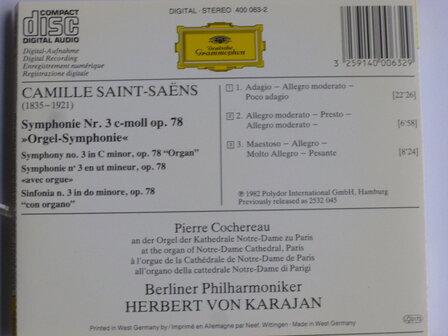 COMPACT
disc
DIGITAL AUDIO
Digital-Aufnahme
Digital Recording
Enregistrement numérique
Registrazione digitale
DIGITAL · STEREO 400 063-2
Deutsche
Grammophon
3 259140 006329
CAMILLE SAINT-SAËNS
(1835-1921)
Symphonie Nr. 3 c-moll op. 78
»Orgel-Symphonie«
Symphony no. 3 in C minor, op. 78 "Organ"
Symphonie n° 3 en ut mineur, op. 78
«avec orgue»
Sinfonia n. 3 in do minore, op. 78
"con organo"
1 1. Adagio – Allegro moderato –
Poco adagio [22'26]
2 2. Allegro moderato – Presto –
Allegro moderato – [6'58]
3 3. Maestoso – Allegro –
Molto Allegro – Pesante [8'24]
℗ 1982 Polydor International GmbH, Hamburg
Previously released as 2532 045
Pierre Cochereau
an der Orgel der Kathedrale Notre-Dame zu Paris
at the organ of Notre-Dame Cathedral, Paris
à l'orgue de la Cathédrale de Notre-Dame de Paris
all'organo della cattedrale Notre-Dame di Parigi
Berliner Philharmoniker
HERBERT VON KARAJAN
Printed in West Germany by / Imprimé en Allemagne par Neef, Wittingen · Made in West Germany